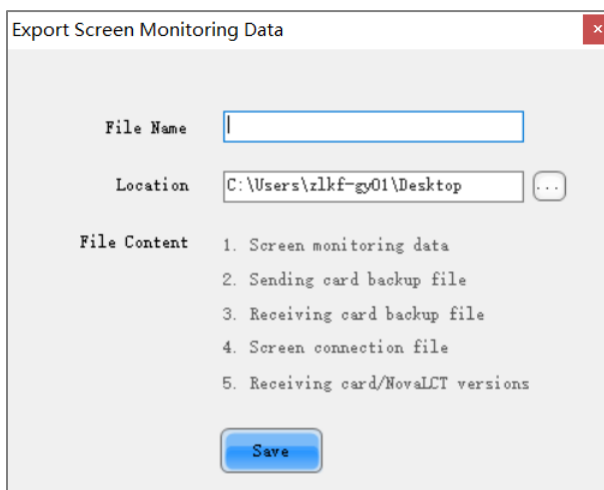 Export Screen Monitoring Data
×
File Name
Location C:\Users\zlkf-gy01\Desktop ...
File Content 1. Screen monitoring data
2. Sending card backup file
3. Receiving card backup file
4. Screen connection file
5. Receiving card/NovaLCT versions
Save